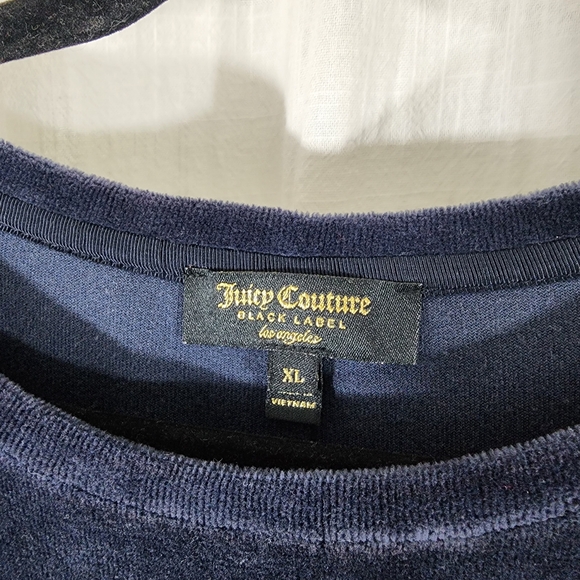 Juicy Couture
BLACK LABEL
los angeles
XL
VIETNAM